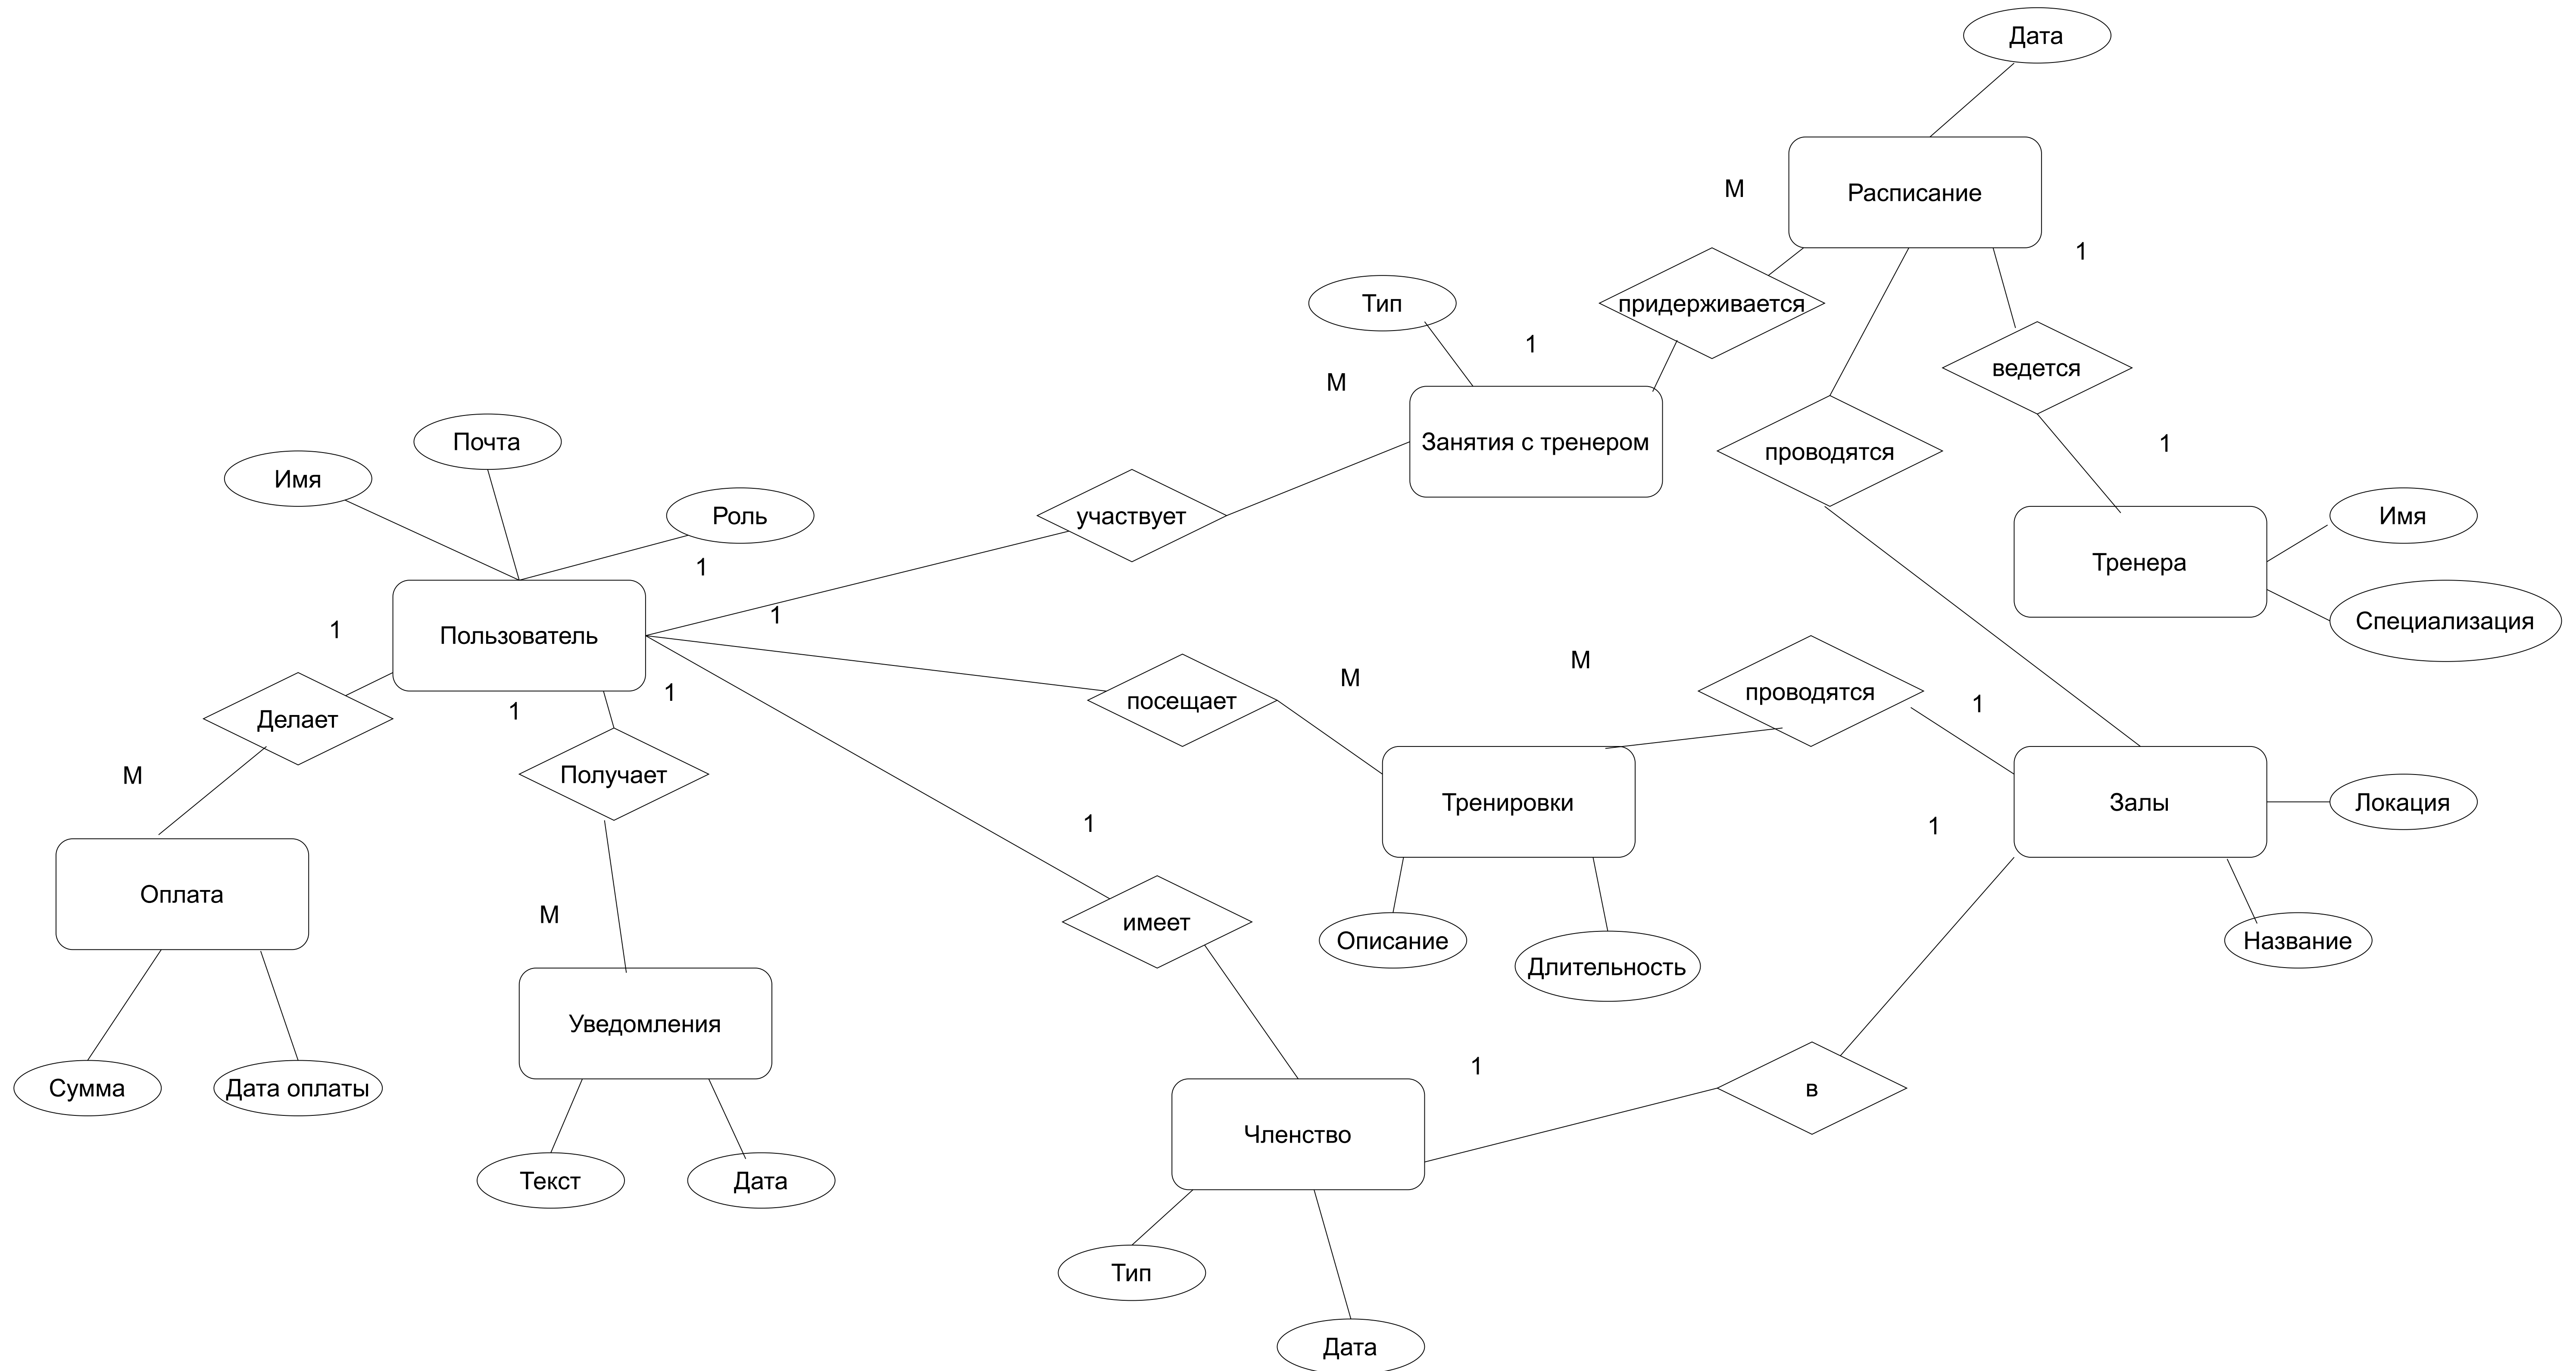 Дата
Расписание
М
1
придерживается
Тип
1
ведется
М
Занятия с тренером
проводятся
1
Почта
Имя
Роль
участвует
Имя
Тренера
Специализация
1
1
1
Пользователь
посещает
М
М
проводятся
1
1
1
Делает
М
Получает
Тренировки
Залы
Локация
1
1
Оплата
М
имеет
Описание
Длительность
Название
Уведомления
1
Сумма
Дата оплаты
в
Членство
Текст
Дата
Тип
Дата